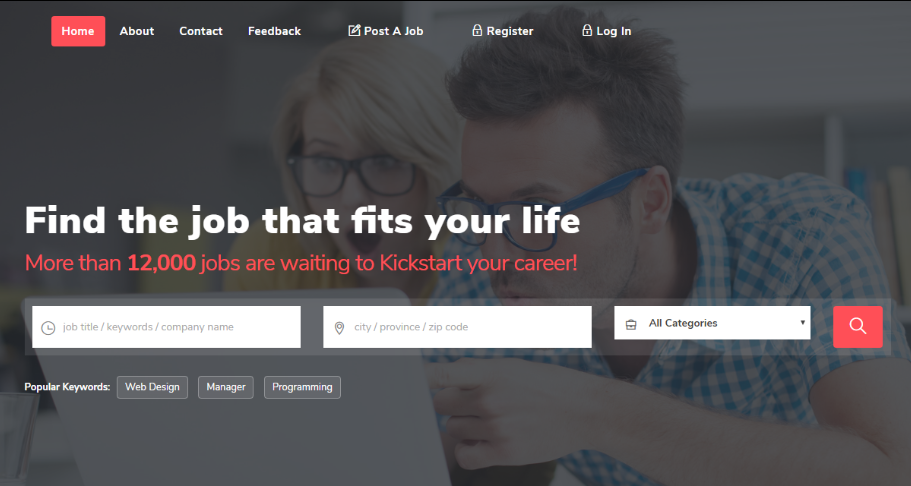 Home About Contact Feedback Post A Job Register Log In
Find the job that fits your life
More than 12,000 jobs are waiting to Kickstart your career!
job title / keywords / company name city / province / zip code All Categories
Popular Keywords: Web Design Manager Programming